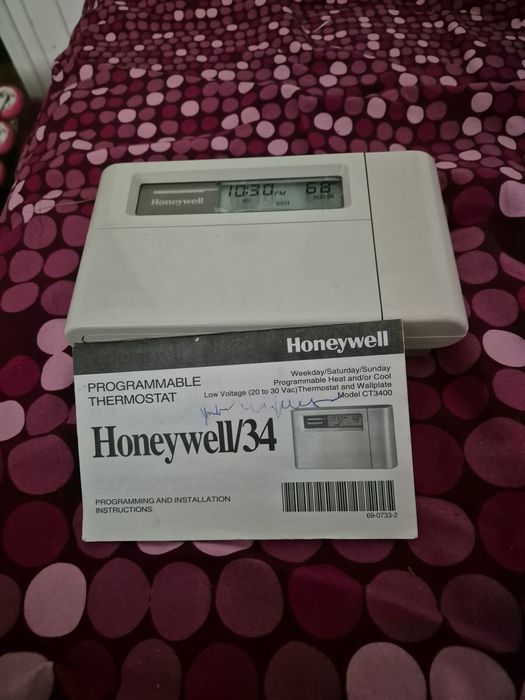 Honeywell
10:30 PM 68
WED NIGHT HEAT ON
Honeywell
PROGRAMMABLE
THERMOSTAT
Weekday/Saturday/Sunday
Programmable Heat and/or Cool
Low Voltage (20 to 30 Vac)Thermostat and Wallplate
Model CT3400
Honeywell/34
PROGRAMMING AND INSTALLATION
INSTRUCTIONS
69-0733-2